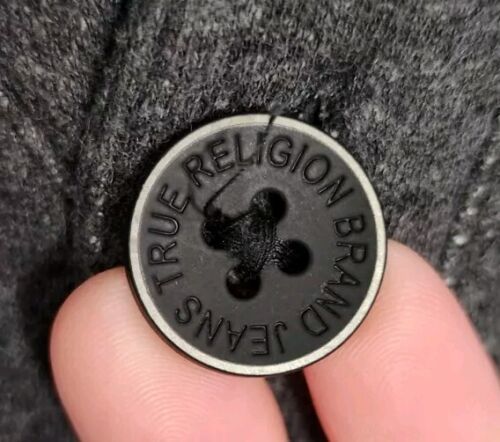 TRUE RELIGION BRAND JEANS